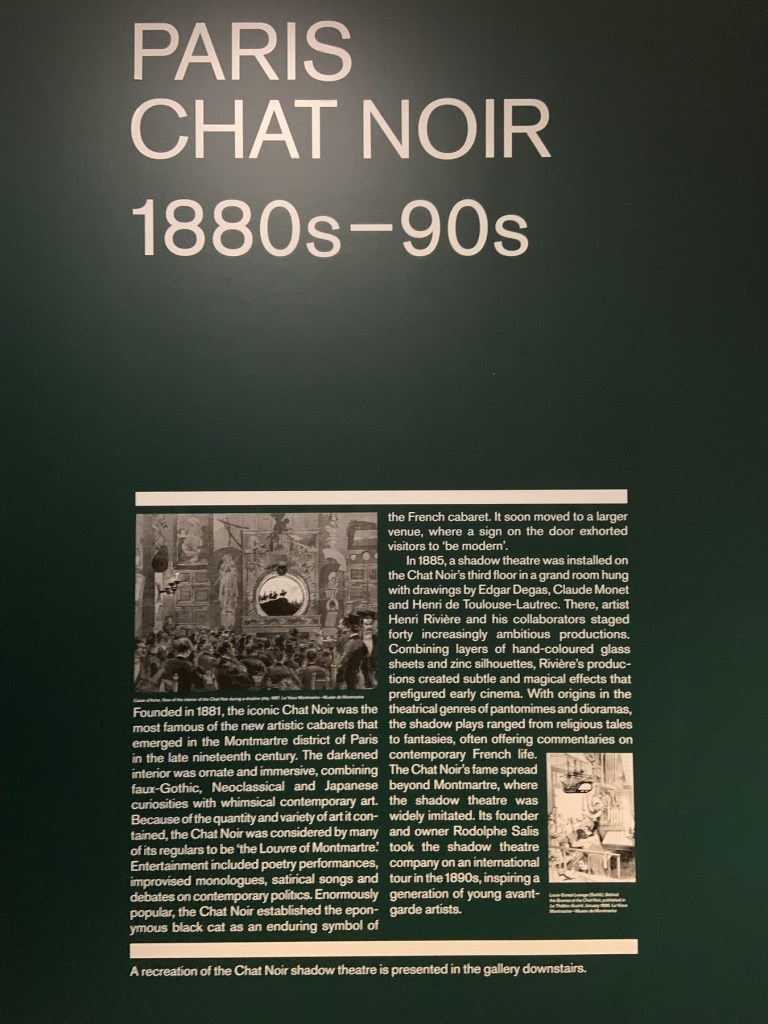 PARIS
CHAT NOIR
1880s–90s
Founded in 1881, the iconic Chat Noir was the
most famous of the new artistic cabarets that
emerged in the Montmartre district of Paris
in the late nineteenth century. The darkened
interior was ornate and immersive, combining
faux-Gothic, Neoclassical and Japanese
curiosities with whimsical contemporary art.
Because of the quantity and variety of art it con-
tained, the Chat Noir was considered by many
of its regulars to be ‘the Louvre of Montmartre.’
Entertainment included poetry performances,
improvised monologues, satirical songs and
debates on contemporary politics. Enormously
popular, the Chat Noir established the epon-
ymous black cat as an enduring symbol of
the French cabaret. It soon moved to a larger
venue, where a sign on the door exhorted
visitors to ‘be modern’.
In 1885, a shadow theatre was installed on
the Chat Noir’s third floor in a grand room hung
with drawings by Edgar Degas, Claude Monet
and Henri de Toulouse-Lautrec. There, artist
Henri Rivière and his collaborators staged
forty increasingly ambitious productions.
Combining layers of hand-coloured glass
sheets and zinc silhouettes, Rivière’s produc-
tions created subtle and magical effects that
prefigured early cinema. With origins in the
theatrical genres of pantomimes and dioramas,
the shadow plays ranged from religious tales
to fantasies, often offering commentaries on
contemporary French life.
The Chat Noir’s fame spread
beyond Montmartre, where
the shadow theatre was
widely imitated. Its founder
and owner Rodolphe Salis
took the shadow theatre
company on an international
tour in the 1890s, inspiring a
generation of young avant-
garde artists.
the Scenes at the Chat Noir, published in
Montmartre – Musée de Montmartre
A recreation of the Chat Noir shadow theatre is presented in the gallery downstairs.